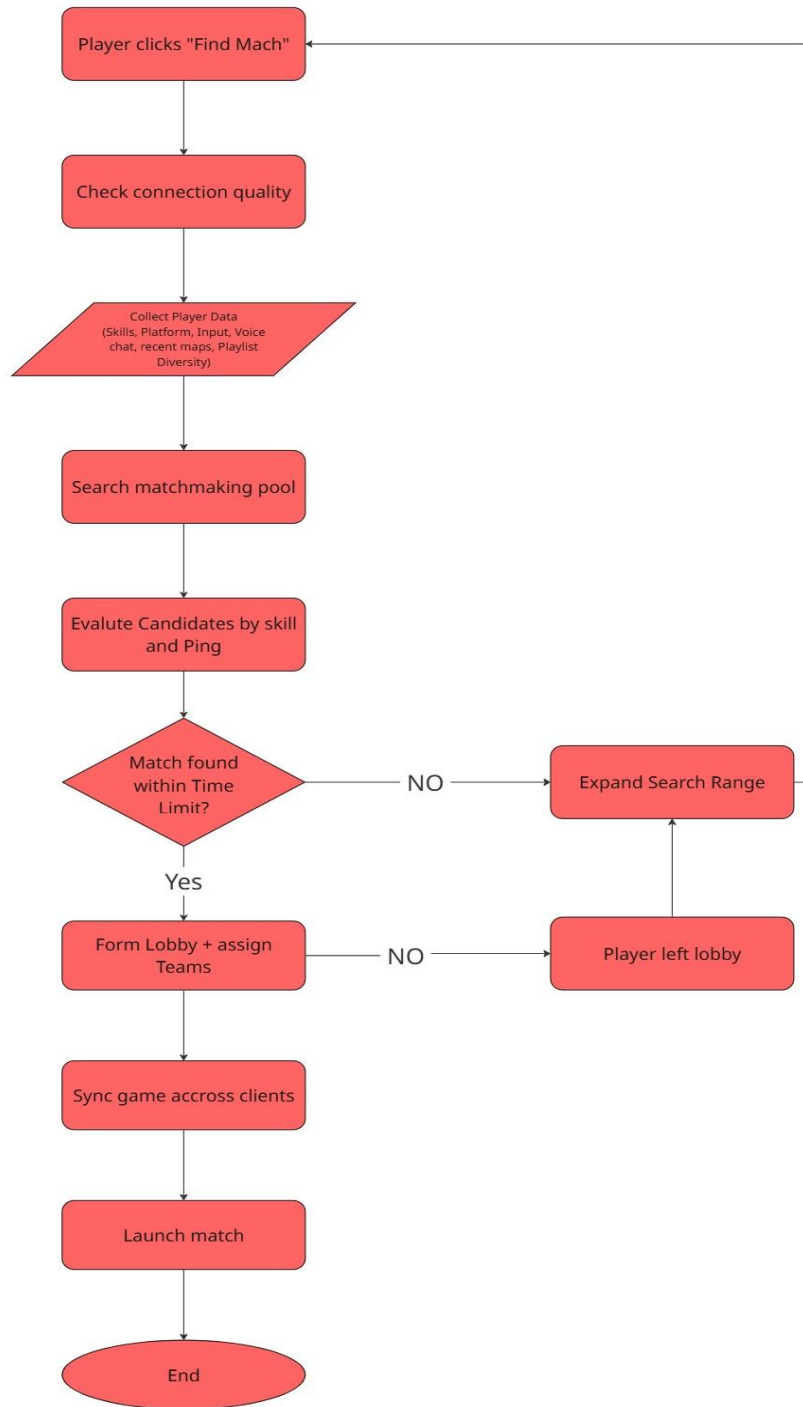 Player clicks "Find Mach"
Check connection quality
Collect Player Data
(Skills, Platform, Input, Voice
chat, recent maps, Playlist
Diversity)
Search matchmaking pool
Evalute Candidates by skill
and Ping
Match found
within Time
Limit?
NO
Expand Search Range
Yes
Form Lobby + assign
Teams
NO
Player left lobby
Sync game accross clients
Launch match
End